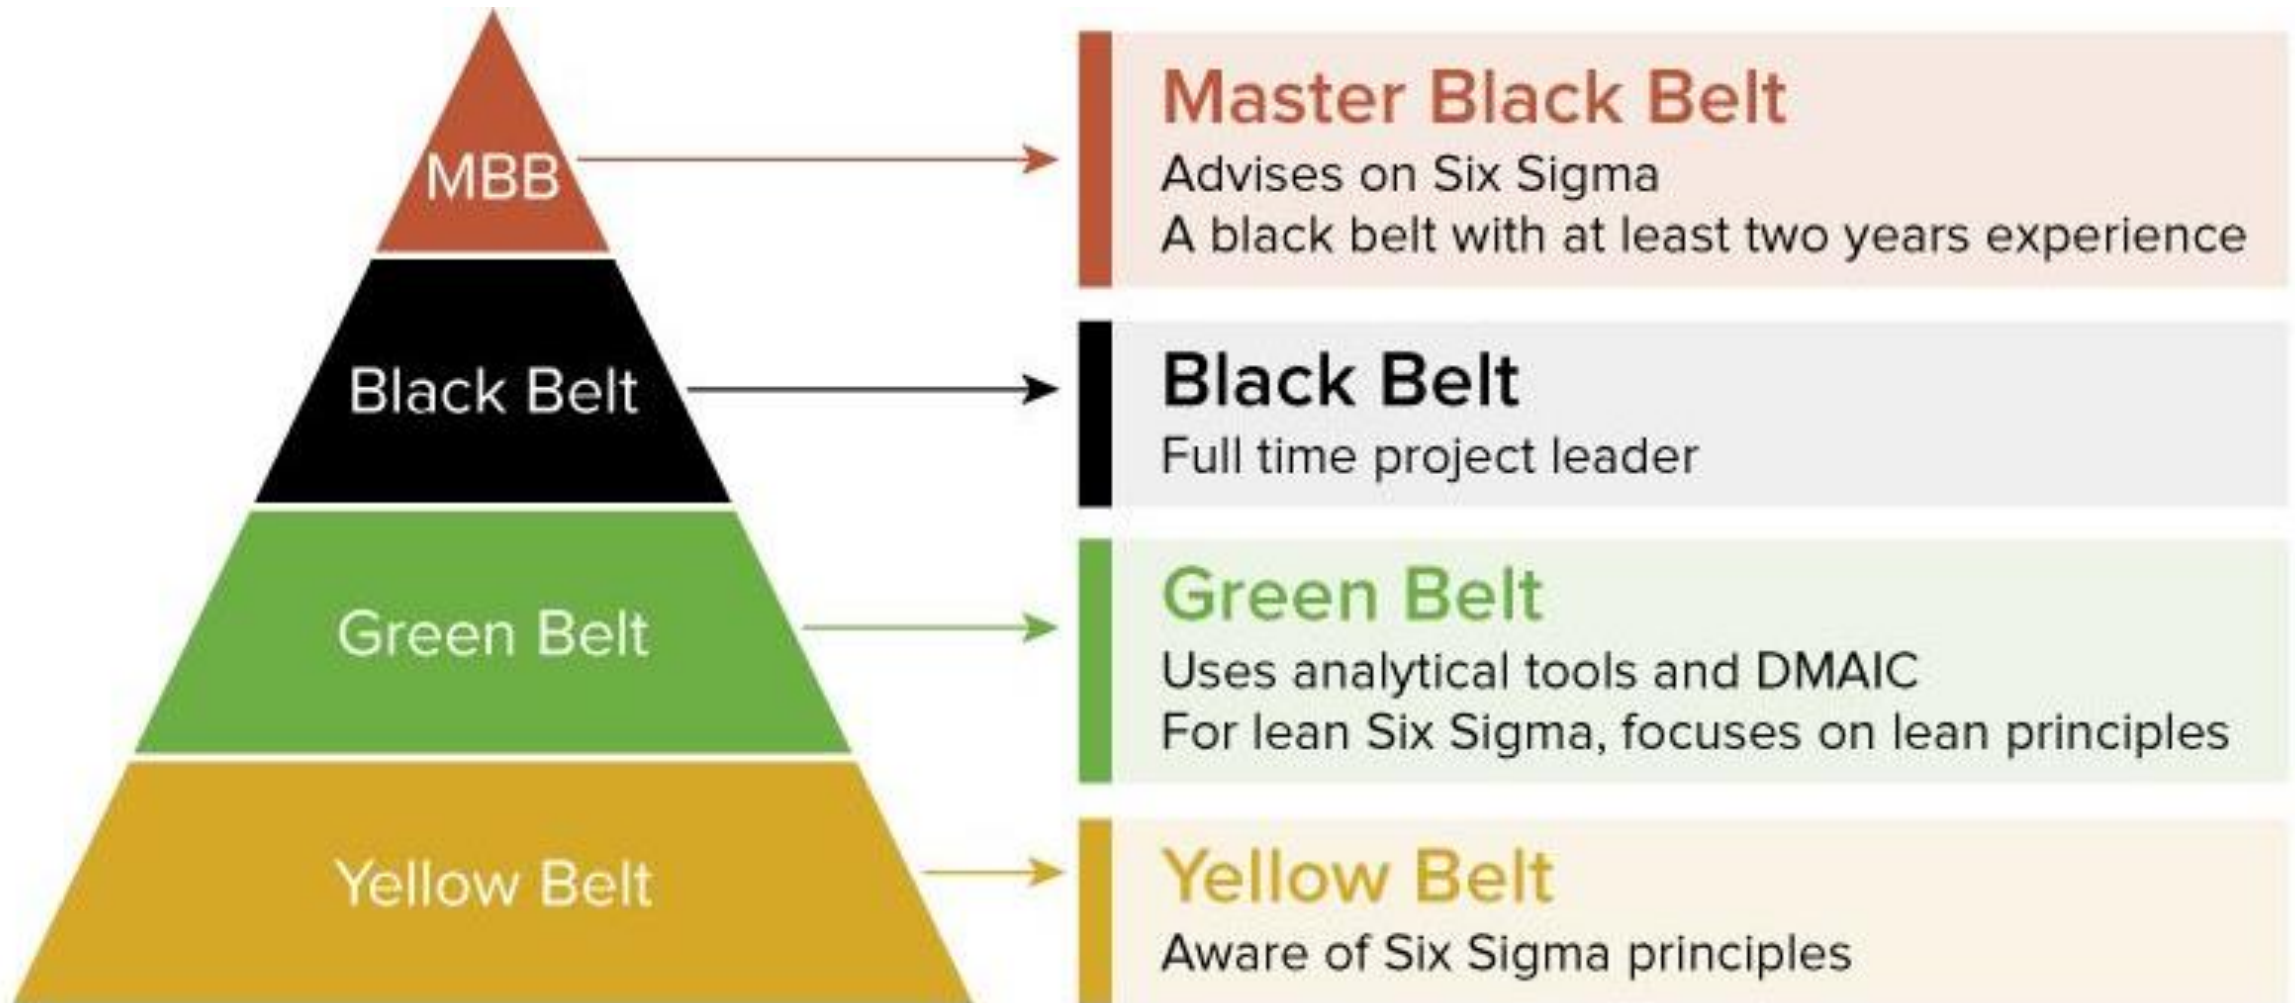 MBB
Master Black Belt
Advises on Six Sigma
A black belt with at least two years experience
Black Belt
Black Belt
Full time project leader
Green Belt
Green Belt
Uses analytical tools and DMAIC
For lean Six Sigma, focuses on lean principles
Yellow Belt
Yellow Belt
Aware of Six Sigma principles